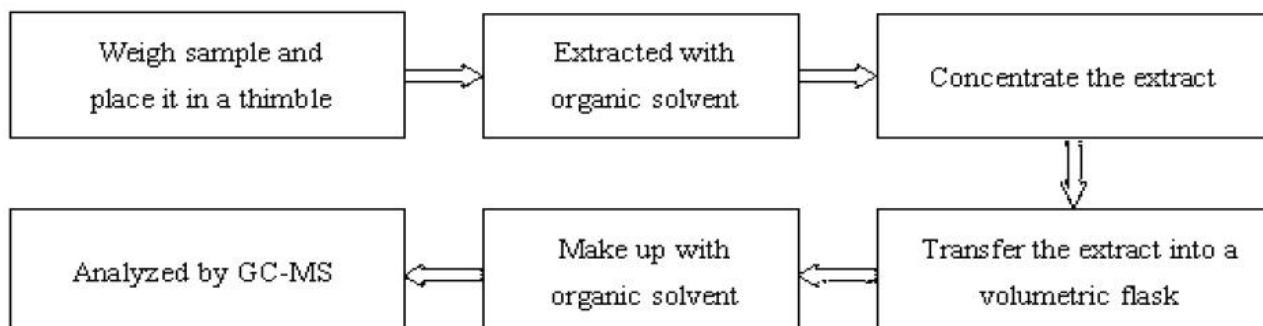 Weigh sample and
place it in a thimble
Extracted with
organic solvent
Concentrate the extract
Transfer the extract into a
volumetric flask
Make up with
organic solvent
Analyzed by GC-MS